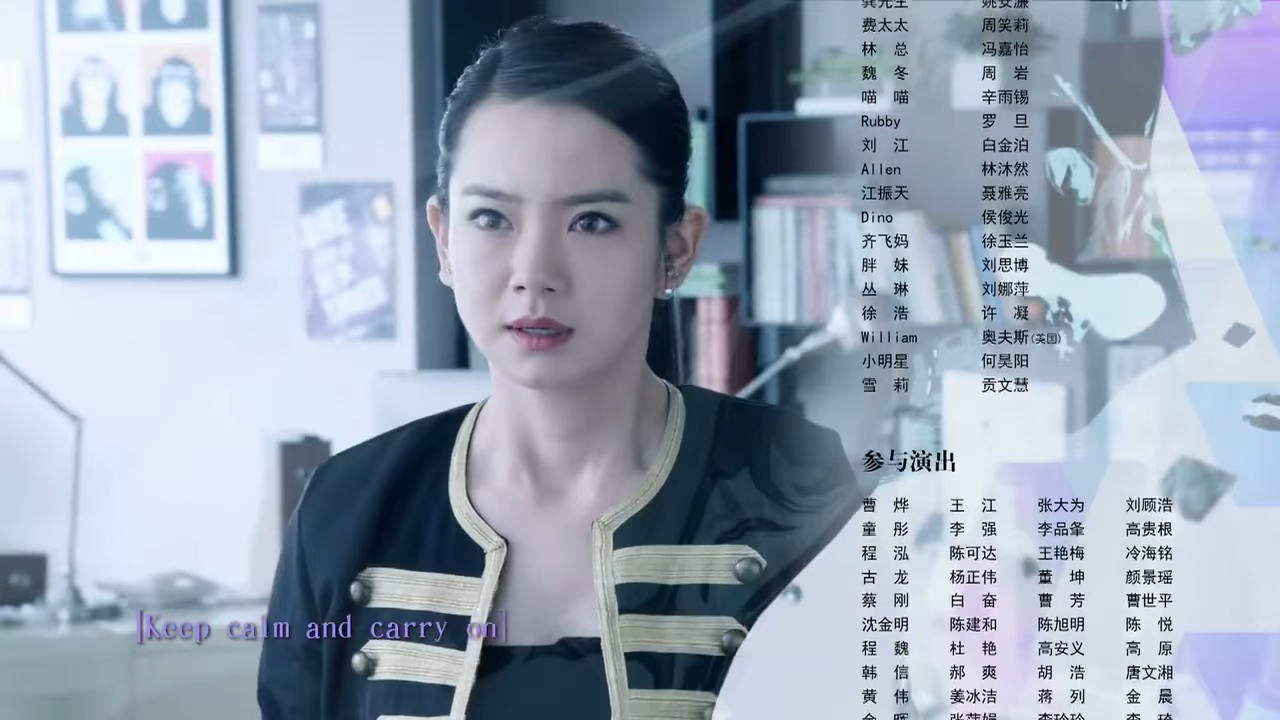 龚先生 姚安濂
费太太 周笑莉
林 总 冯嘉怡
魏 冬 周 岩
喵 喵 辛雨锡
Rubby 罗 旦
刘 江 白金泊
Allen 林沐然
江振天 聂雅亮
Dino 侯俊光
齐飞妈 徐玉兰
胖 妹 刘思博
丛 琳 刘娜萍
徐 浩 许 凝
William 奥夫斯(美国)
小明星 何昊阳
雪 莉 贡文慧
参与演出
曹 烨 王 江 张大为 刘顾浩
童 彤 李 强 李品夆 高贵根
程 泓 陈可达 王艳梅 冷海铭
古 龙 杨正伟 董 坤 颜景瑶
蔡 刚 白 奋 曹 芳 曹世平
沈金明 陈建和 陈旭明 陈 悦
程 魏 杜 艳 高安义 高 原
韩 信 郝 爽 胡 浩 唐文湘
黄 伟 姜冰洁 蒋 列 金 晨
[Keep calm and carry on]